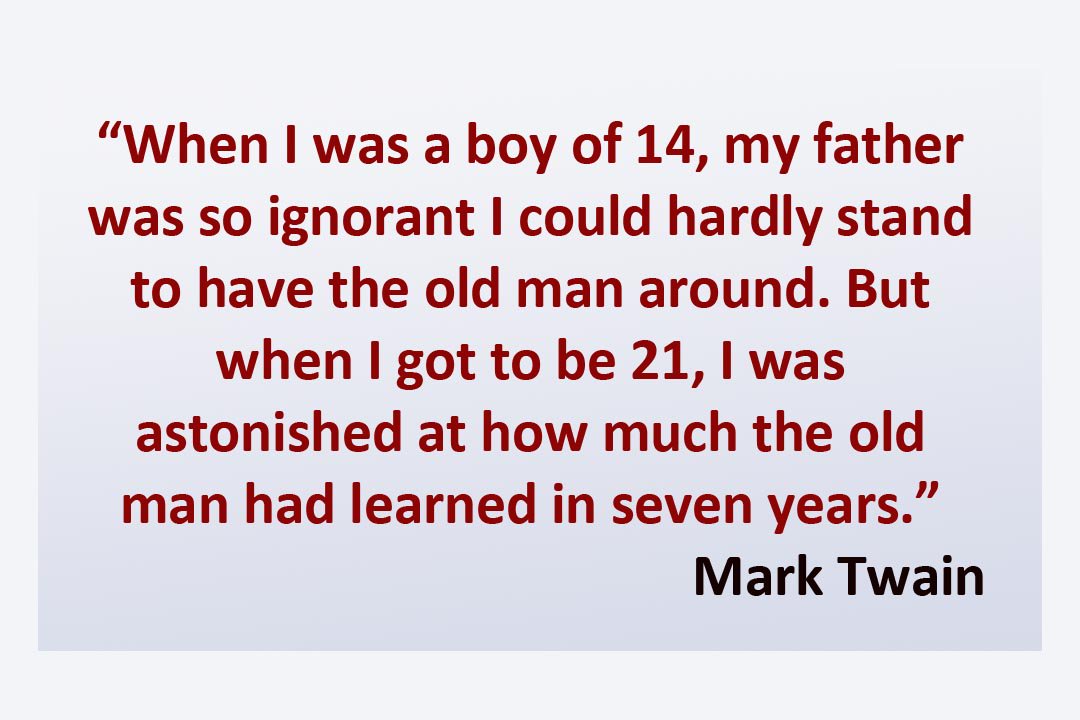 “When I was a boy of 14, my father
was so ignorant I could hardly stand
to have the old man around. But
when I got to be 21, I was
astonished at how much the old
man had learned in seven years.”
Mark Twain